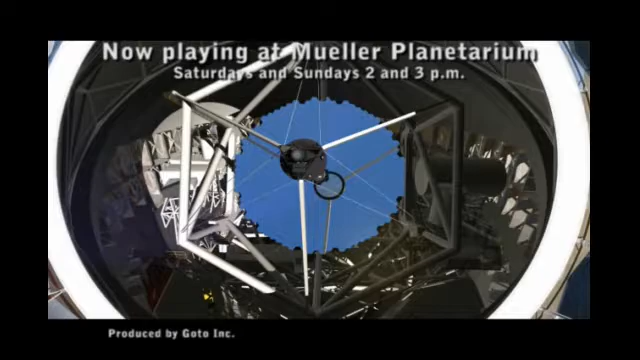 Now playing at Mueller Planetarium
Saturdays and Sundays 2 and 3 p.m.
Produced by Goto Inc.